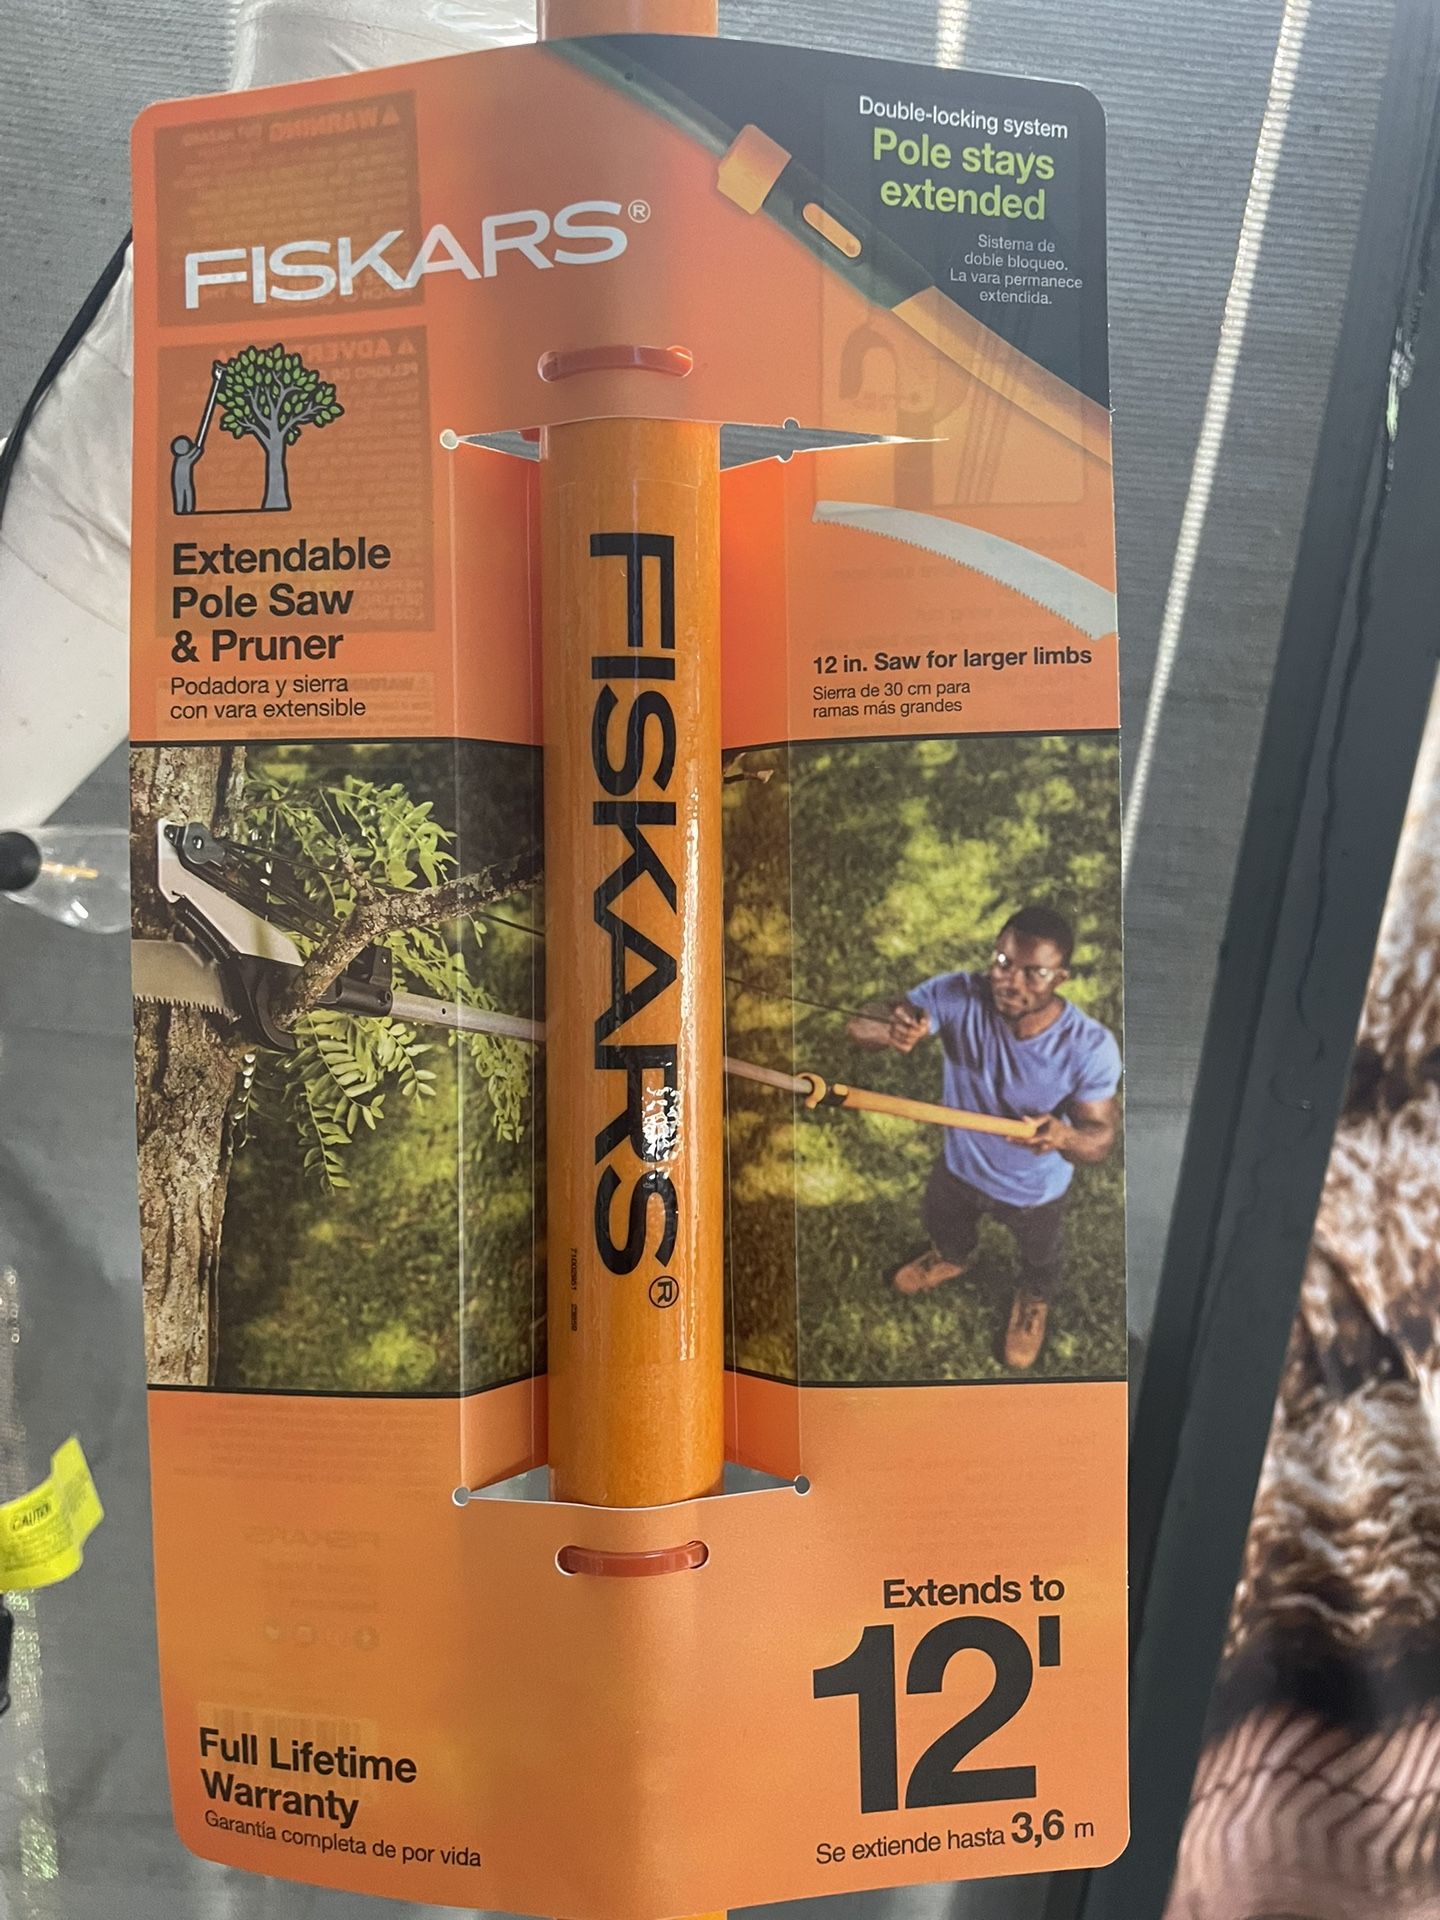 Double-locking system
Pole stays
extended
Sistema de
doble bloqueo.
La vara permanece
extendida.
FISKARS®
Extendable
Pole Saw
& Pruner
Podadora y sierra
con vara extensible
12 in. Saw for larger limbs
Sierra de 30 cm para
ramas más grandes
FISKARS®
CAUTION
Extends to
12'
Se extiende hasta 3,6 m
Full Lifetime
Warranty
Garantía completa de por vida